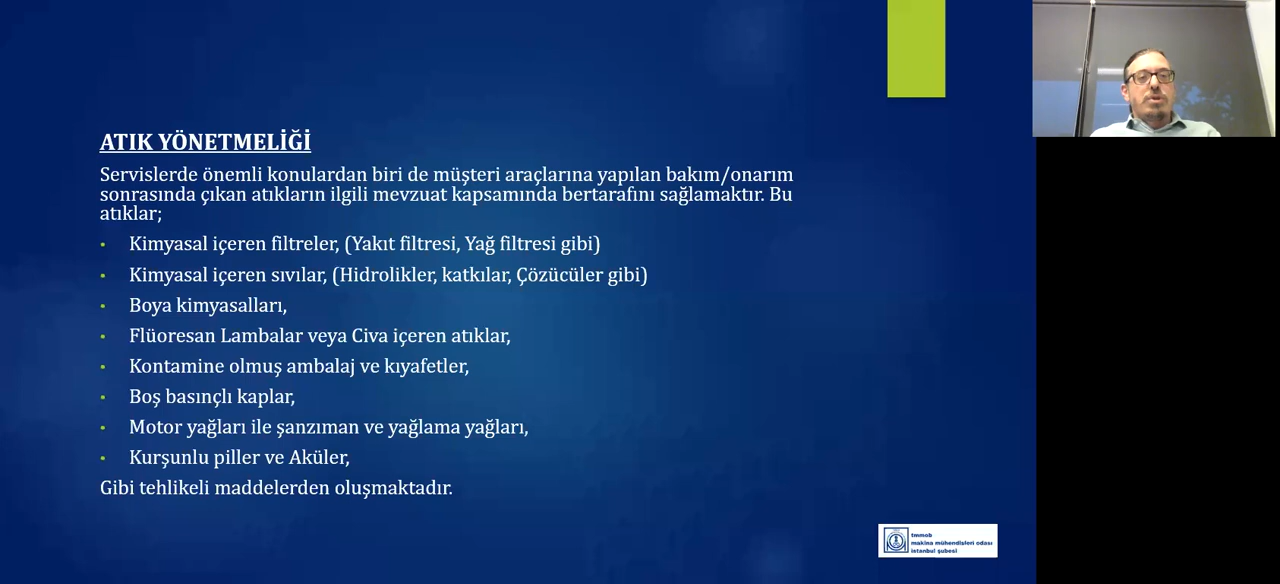 ATIK YÖNETMELİĞİ
Servislerde önemli konulardan biri de müşteri araçlarına yapılan bakım/onarım
sonrasında çıkan atıkların ilgili mevzuat kapsamında bertarafını sağlamaktır. Bu
atıklar;
• Kimyasal içeren filtreler, (Yakıt filtresi, Yağ filtresi gibi)
• Kimyasal içeren sıvılar, (Hidrolikler, katkılar, Çözücüler gibi)
• Boya kimyasalları,
• Flüoresan Lambalar veya Civa içeren atıklar,
• Kontamine olmuş ambalaj ve kıyafetler,
• Boş basınçlı kaplar,
• Motor yağları ile şanzıman ve yağlama yağları,
• Kurşunlu piller ve Aküler,
Gibi tehlikeli maddelerden oluşmaktadır.
tmmob
makina mühendisleri odası
istanbul şubesi